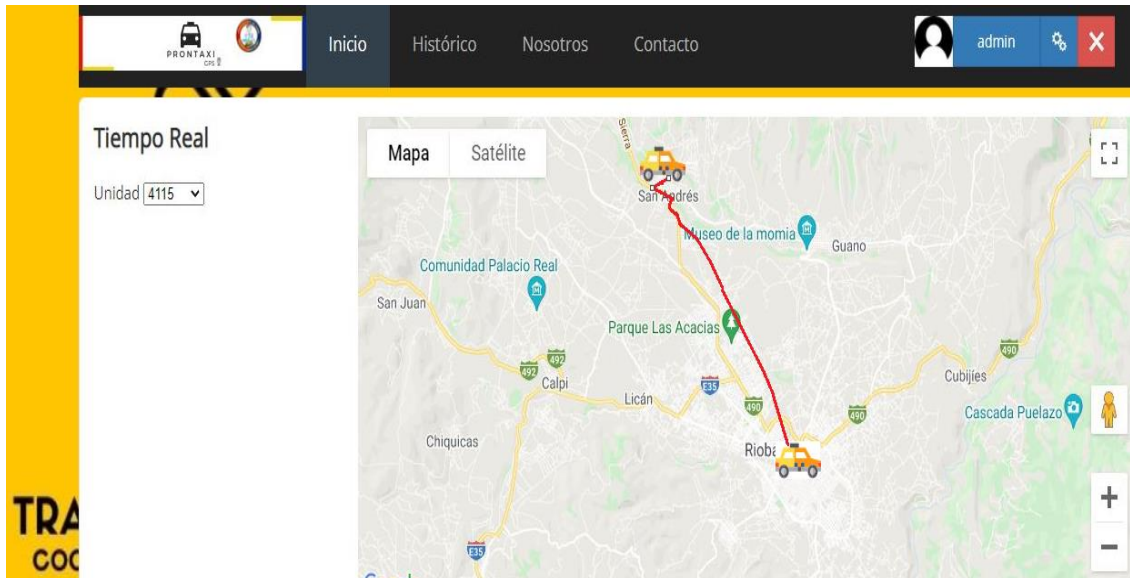 PRONTAXI
GPS
Inicio
Histórico
Nosotros
Contacto
admin
Tiempo Real
Unidad 4115
Mapa
Satélite
Sierra
San Andrés
Museo de la momia
Guano
Comunidad Palacio Real
San Juan
Parque Las Acacias
492
492
Calpi
490
Cubijíes
E35
Licán
490
490
Cascada Puelazo
Chiquicas
Rioba
E35
TRA
COO